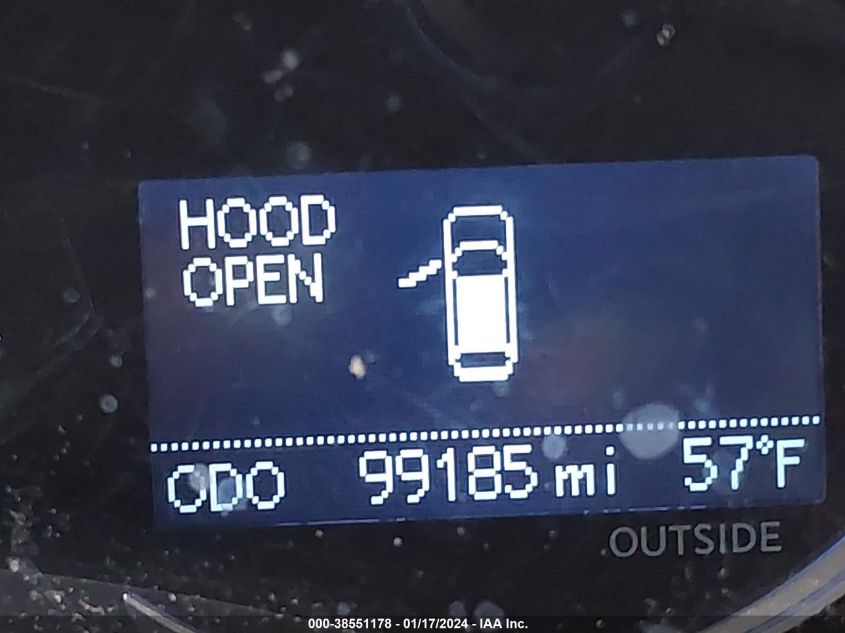 HOOD
OPEN
ODO 99185 mi 57°F
OUTSIDE
000-38551178 - 01/17/2024 - IAA Inc.